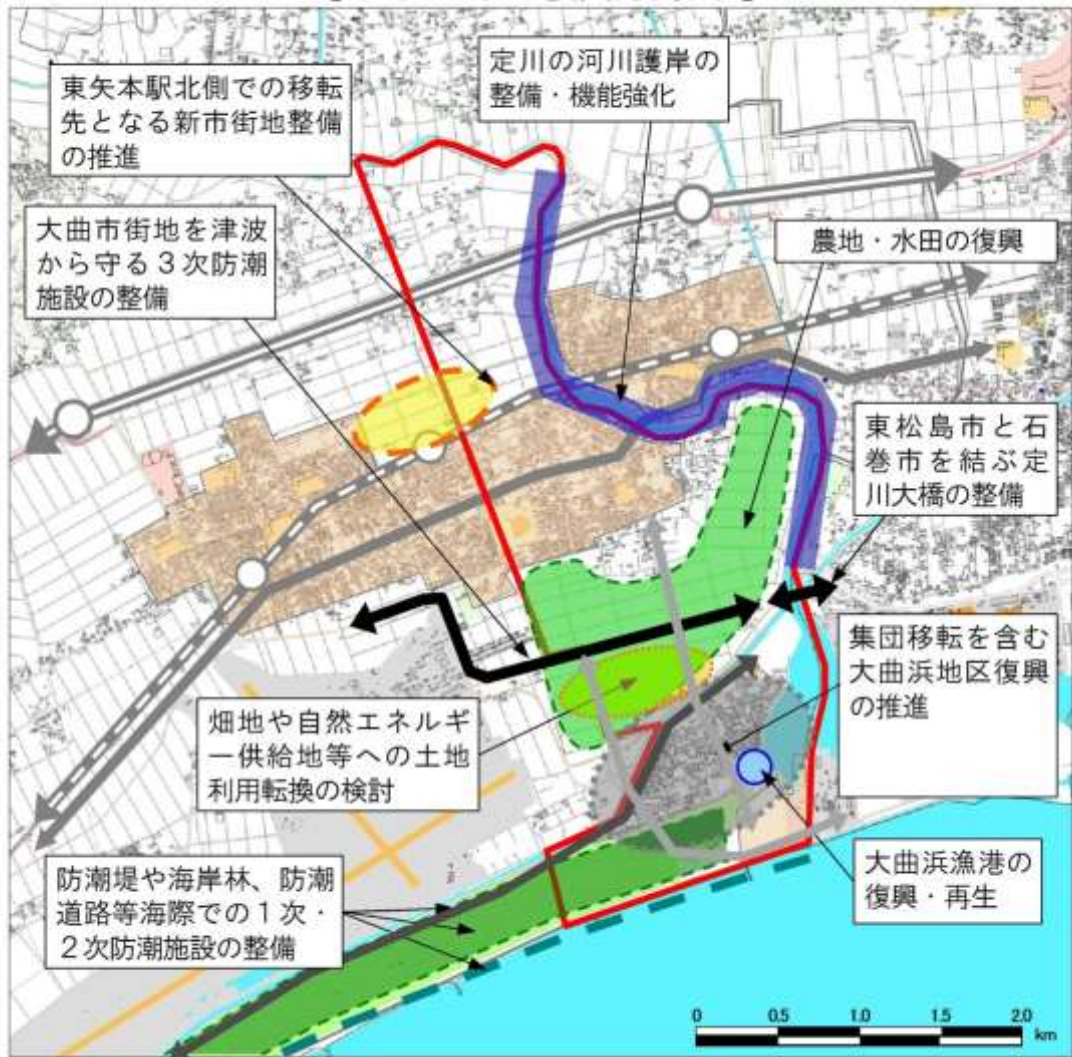 定川の河川護岸の
整備・機能強化
東矢本駅北側での移転
先となる新市街地整備
の推進
大曲市街地を津波
から守る３次防潮
施設の整備
農地・水田の復興
東松島市と石
巻市を結ぶ定
川大橋の整備
集団移転を含む
大曲浜地区復興
の推進
畑地や自然エネルギ
ー供給地等への土地
利用転換の検討
大曲浜漁港の
復興・再生
防潮堤や海岸林、防潮
道路等海際での１次・
２次防潮施設の整備
0 0.5 1.0 1.5 2.0
km